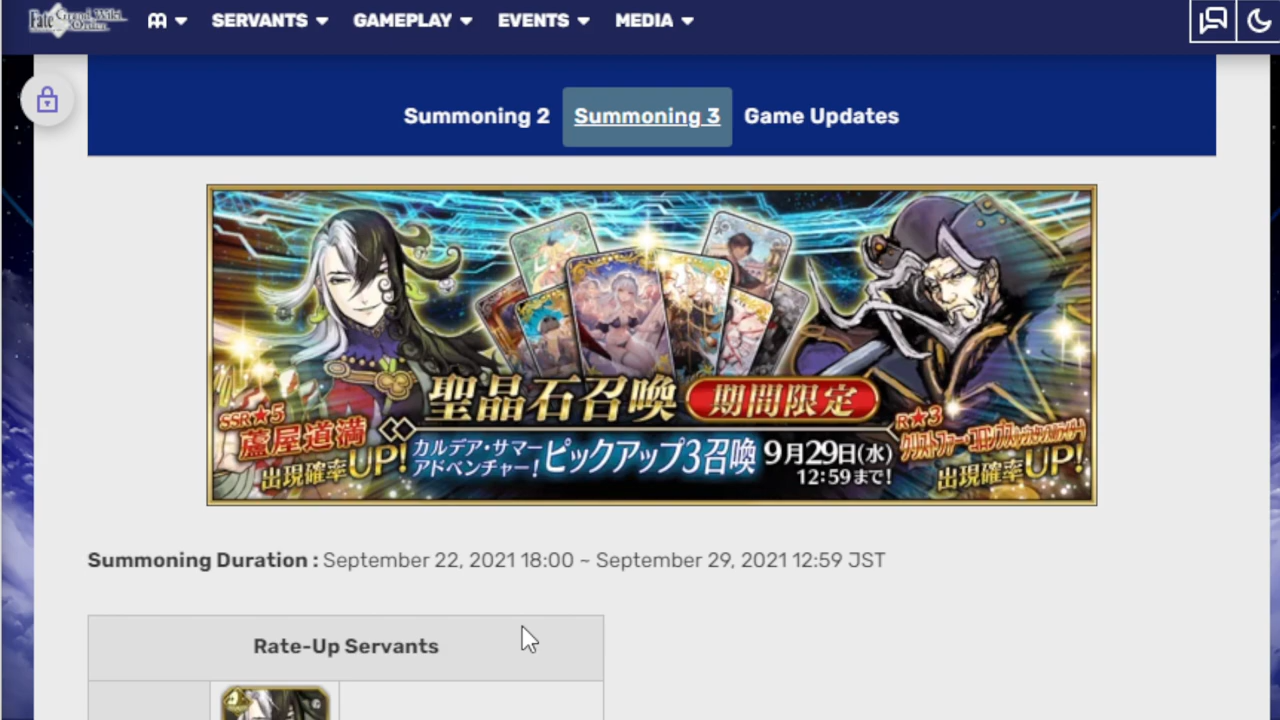 Fate Grand Order Wiki
SERVANTS GAMEPLAY EVENTS MEDIA
Summoning 2 Summoning 3 Game Updates
聖晶石召喚 期間限定
SSR★5
蘆屋道満
出現確率UP!
カルデア・サマー
アドベンチャー!
ピックアップ3召喚
9月29日(水)
12:59まで!
R★3
出現確率UP!
Summoning Duration : September 22, 2021 18:00 ~ September 29, 2021 12:59 JST
Rate-Up Servants